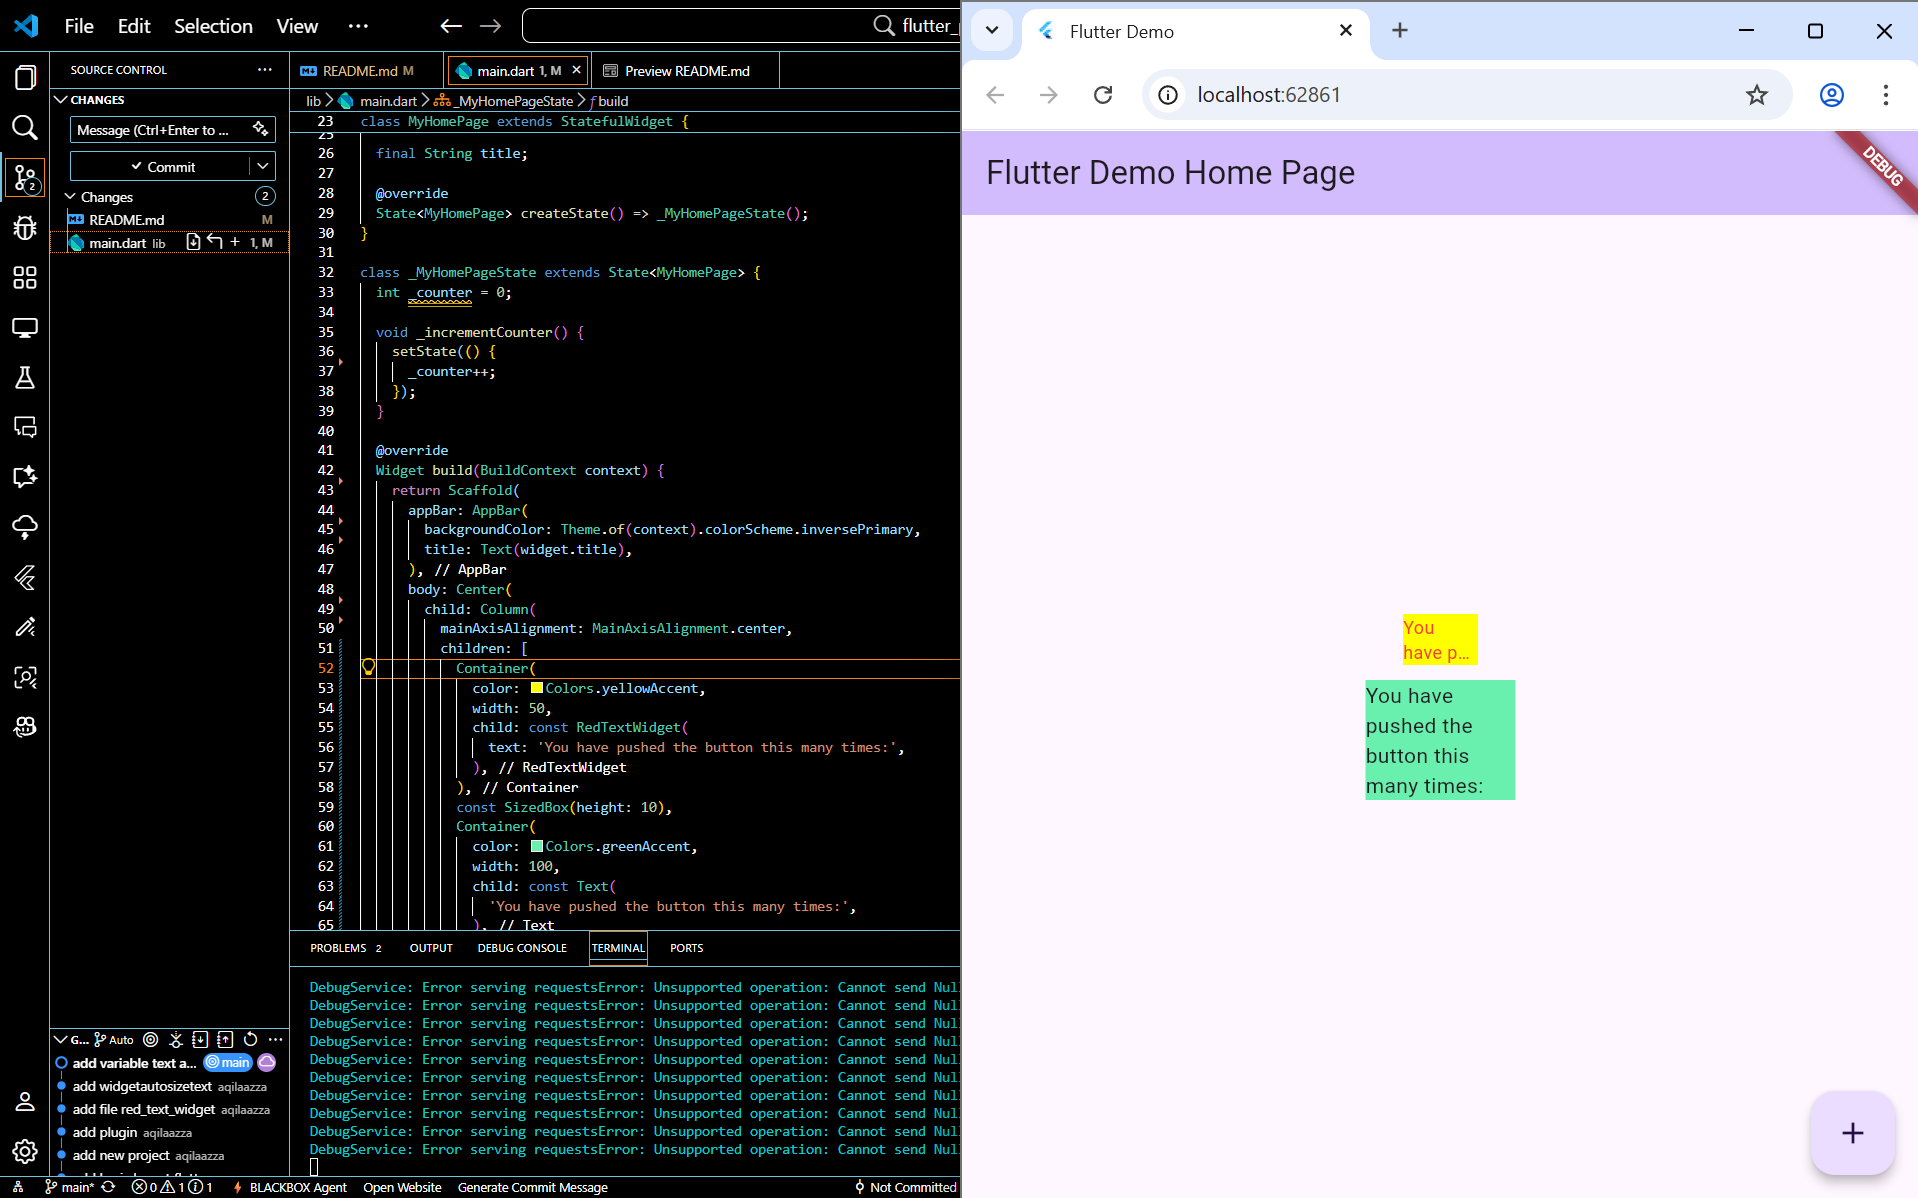 File Edit Selection View ···
flutter_
SOURCE CONTROL ···
CHANGES
Message (Ctrl+Enter to ...
Commit
Changes 2
README.md M
main.dart lib 1, M
README.md M
main.dart 1, M
Preview README.md
lib > main.dart > _MyHomePageState > build
23 class MyHomePage extends StatefulWidget {
25
26 final String title;
27
28 @override
29 State<MyHomePage> createState() => _MyHomePageState();
30 }
31
32 class _MyHomePageState extends State<MyHomePage> {
33 int _counter = 0;
34
35 void _incrementCounter() {
36 setState(() {
37 _counter++;
38 });
39 }
40
41 @override
42 Widget build(BuildContext context) {
43 return Scaffold(
44 appBar: AppBar(
45 backgroundColor: Theme.of(context).colorScheme.inversePrimary,
46 title: Text(widget.title),
47 ), // AppBar
48 body: Center(
49 child: Column(
50 mainAxisAlignment: MainAxisAlignment.center,
51 children: [
52 Container(
53 color: Colors.yellowAccent,
54 width: 50,
55 child: const RedTextWidget(
56 text: 'You have pushed the button this many times:',
57 ), // RedTextWidget
58 ), // Container
59 const SizedBox(height: 10),
60 Container(
61 color: Colors.greenAccent,
62 width: 100,
63 child: const Text(
64 'You have pushed the button this many times:',
65 ), // Text
PROBLEMS 2 OUTPUT DEBUG CONSOLE TERMINAL PORTS
DebugService: Error serving requestsError: Unsupported operation: Cannot send Nul
DebugService: Error serving requestsError: Unsupported operation: Cannot send Nul
DebugService: Error serving requestsError: Unsupported operation: Cannot send Nul
DebugService: Error serving requestsError: Unsupported operation: Cannot send Nul
DebugService: Error serving requestsError: Unsupported operation: Cannot send Nul
DebugService: Error serving requestsError: Unsupported operation: Cannot send Nul
DebugService: Error serving requestsError: Unsupported operation: Cannot send Nul
DebugService: Error serving requestsError: Unsupported operation: Cannot send Nul
DebugService: Error serving requestsError: Unsupported operation: Cannot send Nul
DebugService: Error serving requestsError: Unsupported operation: Cannot send Nul
G... Auto ···
add variable text a... main
add widgetautosizetext aqilaazza
add file red_text_widget aqilaazza
add plugin aqilaazza
add new project aqilaazza
main* 0 1 1 BLACKBOX Agent Open Website Generate Commit Message Not Committed
Flutter Demo
localhost:62861
Flutter Demo Home Page
DEBUG
You
have p...
You have
pushed the
button this
many times:
+